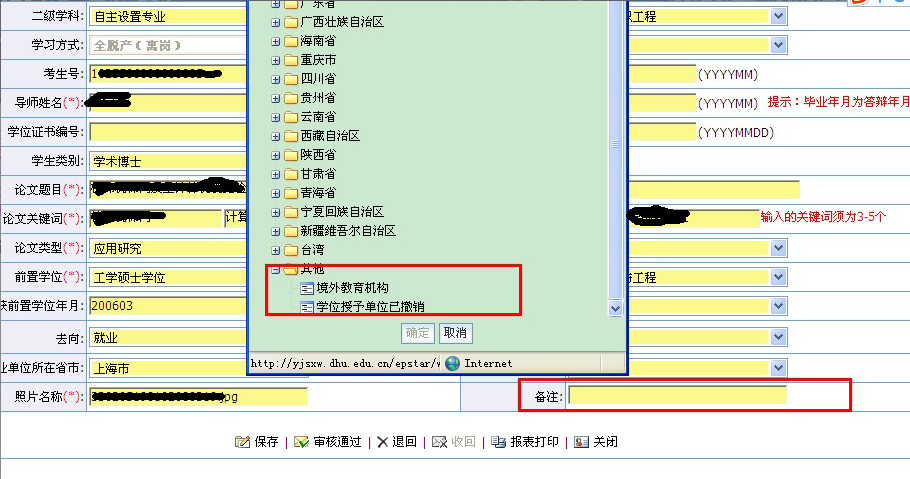 二级学科: 自主设置专业
学习方式: 全脱产（离岗）
考生号: 1
导师姓名(*):
学位证书编号:
学生类别: 学术博士
论文题目(*):
论文关键词(*): 计算
论文类型(*): 应用研究
前置学位(*): 工学硕士学位
前置学位年月: 200603
去向: 就业
业单位所在省市: 上海市
照片名称(*): jpg
广东省
广西壮族自治区
海南省
重庆市
四川省
贵州省
云南省
西藏自治区
陕西省
甘肃省
青海省
宁夏回族自治区
新疆维吾尔自治区
台湾
其他
境外教育机构
学位授予单位已撤销
确定 取消
http://yjsxw.dhu.edu.cn/epstar/ Internet
工程
(YYYYMM)
(YYYYMM) 提示：毕业年月为答辩年月
(YYYYMMDD)
输入的关键词须为3-5个
工程
备注:
保存 | 审核通过 | 退回 | 收回 | 报表打印 | 关闭